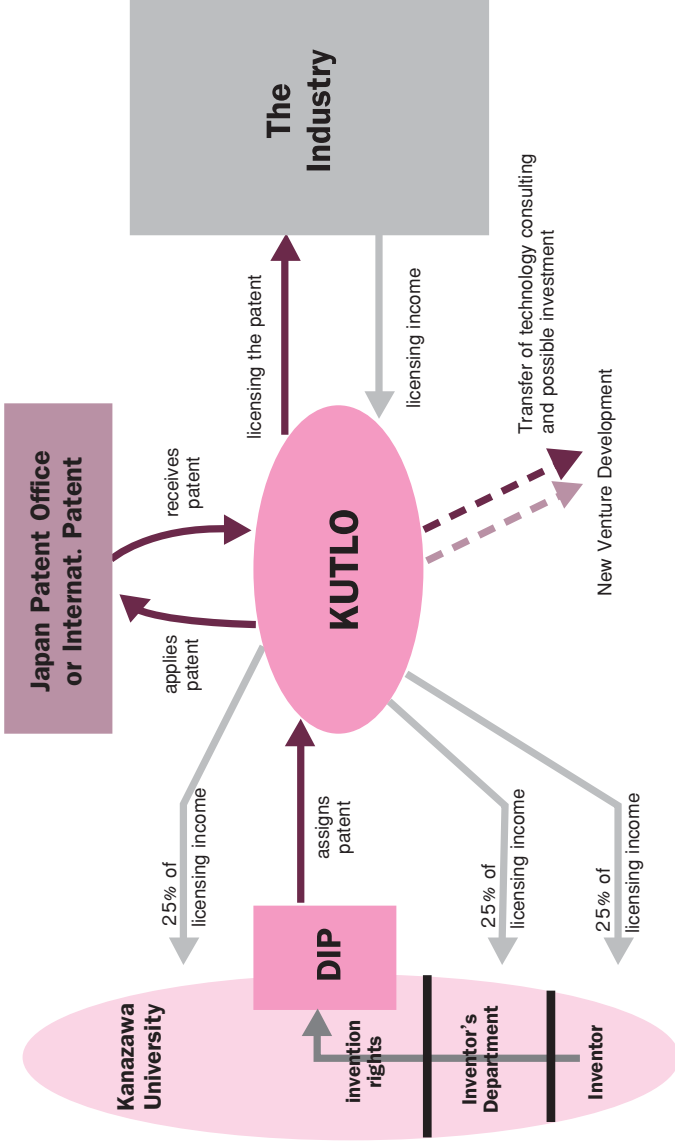 Kanazawa
University
invention
rights
Inventor's
Department
Inventor
DIP
25% of
licensing income
assigns
patent
25% of
licensing income
25% of
licensing income
Japan Patent Office
or Internat. Patent
applies
patent
receives
patent
KUTLO
licensing the patent
licensing income
The
Industry
Transfer of technology consulting
and possible investment
New Venture Development